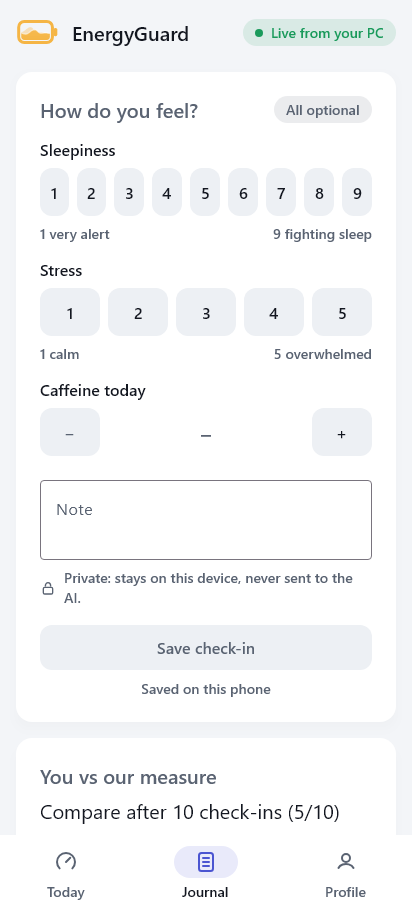 EnergyGuard
Live from your PC
How do you feel?
All optional
Sleepiness
1 2 3 4 5 6 7 8 9
1 very alert 9 fighting sleep
Stress
1 2 3 4 5
1 calm 5 overwhelmed
Caffeine today
– – +
Note
Private: stays on this device, never sent to the
AI.
Save check-in
Saved on this phone
You vs our measure
Compare after 10 check-ins (5/10)
Today Journal Profile